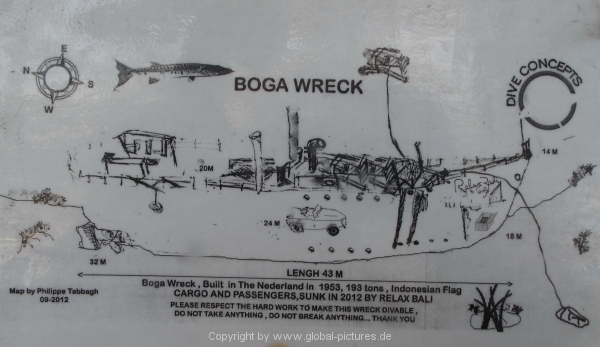 E
N
S
W
BOGA WRECK
DIVE CONCEPTS
20M
14 M
24 M
18 M
32 M
LENGH 43 M
Boga Wreck , Built in The Nederland in 1953, 193 tons , Indonesian Flag
CARGO AND PASSENGERS,SUNK IN 2012 BY RELAX BALI
Map by Philippe Tabbagh
09-2012
PLEASE RESPECT THE HARD WORK TO MAKE THIS WRECK DIVABLE ,
DO NOT TAKE ANYTHING , DO NOT BREAK ANYTHING... THANK YOU
Copyright by www.global-pictures.de